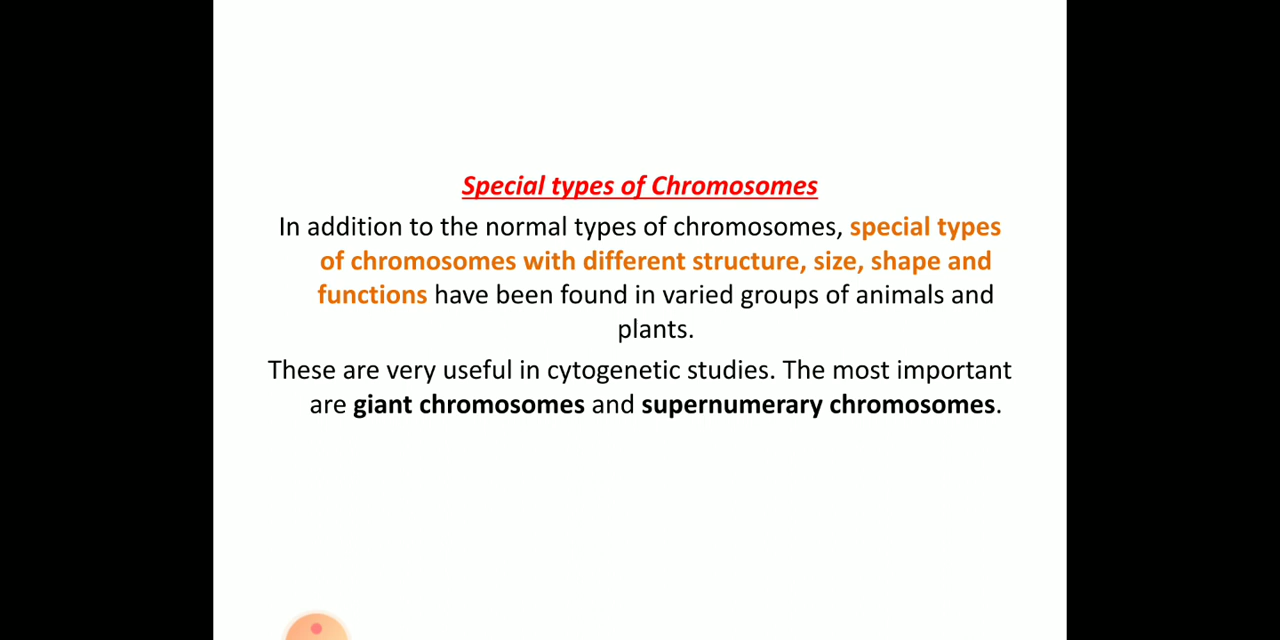 Special types of Chromosomes
In addition to the normal types of chromosomes, special types
of chromosomes with different structure, size, shape and
functions have been found in varied groups of animals and
plants.
These are very useful in cytogenetic studies. The most important
are giant chromosomes and supernumerary chromosomes.